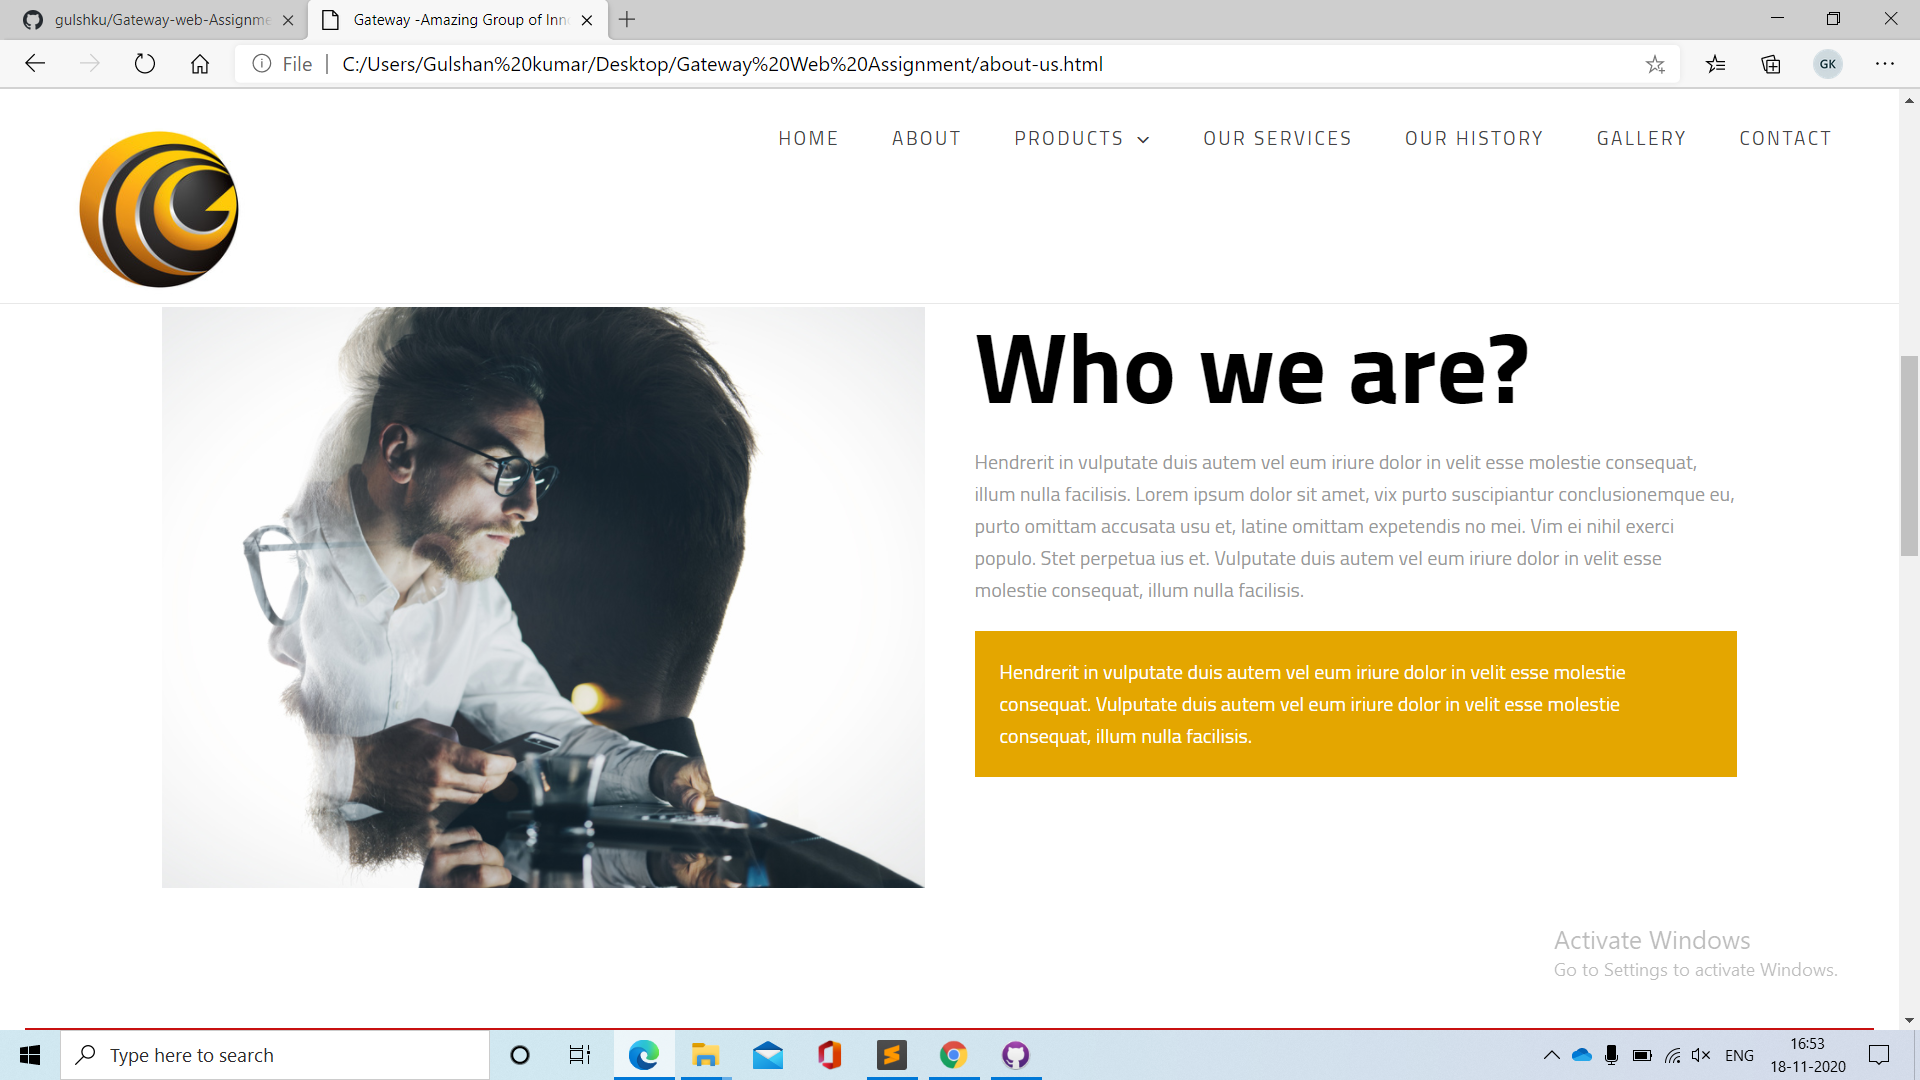 gulshku/Gateway-web-Assignme
Gateway -Amazing Group of Inn
File | C:/Users/Gulshan%20kumar/Desktop/Gateway%20Web%20Assignment/about-us.html
GK
HOME ABOUT PRODUCTS OUR SERVICES OUR HISTORY GALLERY CONTACT
Who we are?
Hendrerit in vulputate duis autem vel eum iriure dolor in velit esse molestie consequat,
illum nulla facilisis. Lorem ipsum dolor sit amet, vix purto suscipiantur conclusionemque eu,
purto omittam accusata usu et, latine omittam expetendis no mei. Vim ei nihil exerci
populo. Stet perpetua ius et. Vulputate duis autem vel eum iriure dolor in velit esse
molestie consequat, illum nulla facilisis.
Hendrerit in vulputate duis autem vel eum iriure dolor in velit esse molestie
consequat. Vulputate duis autem vel eum iriure dolor in velit esse molestie
consequat, illum nulla facilisis.
Activate Windows
Go to Settings to activate Windows.
Type here to search
ENG
16:53
18-11-2020